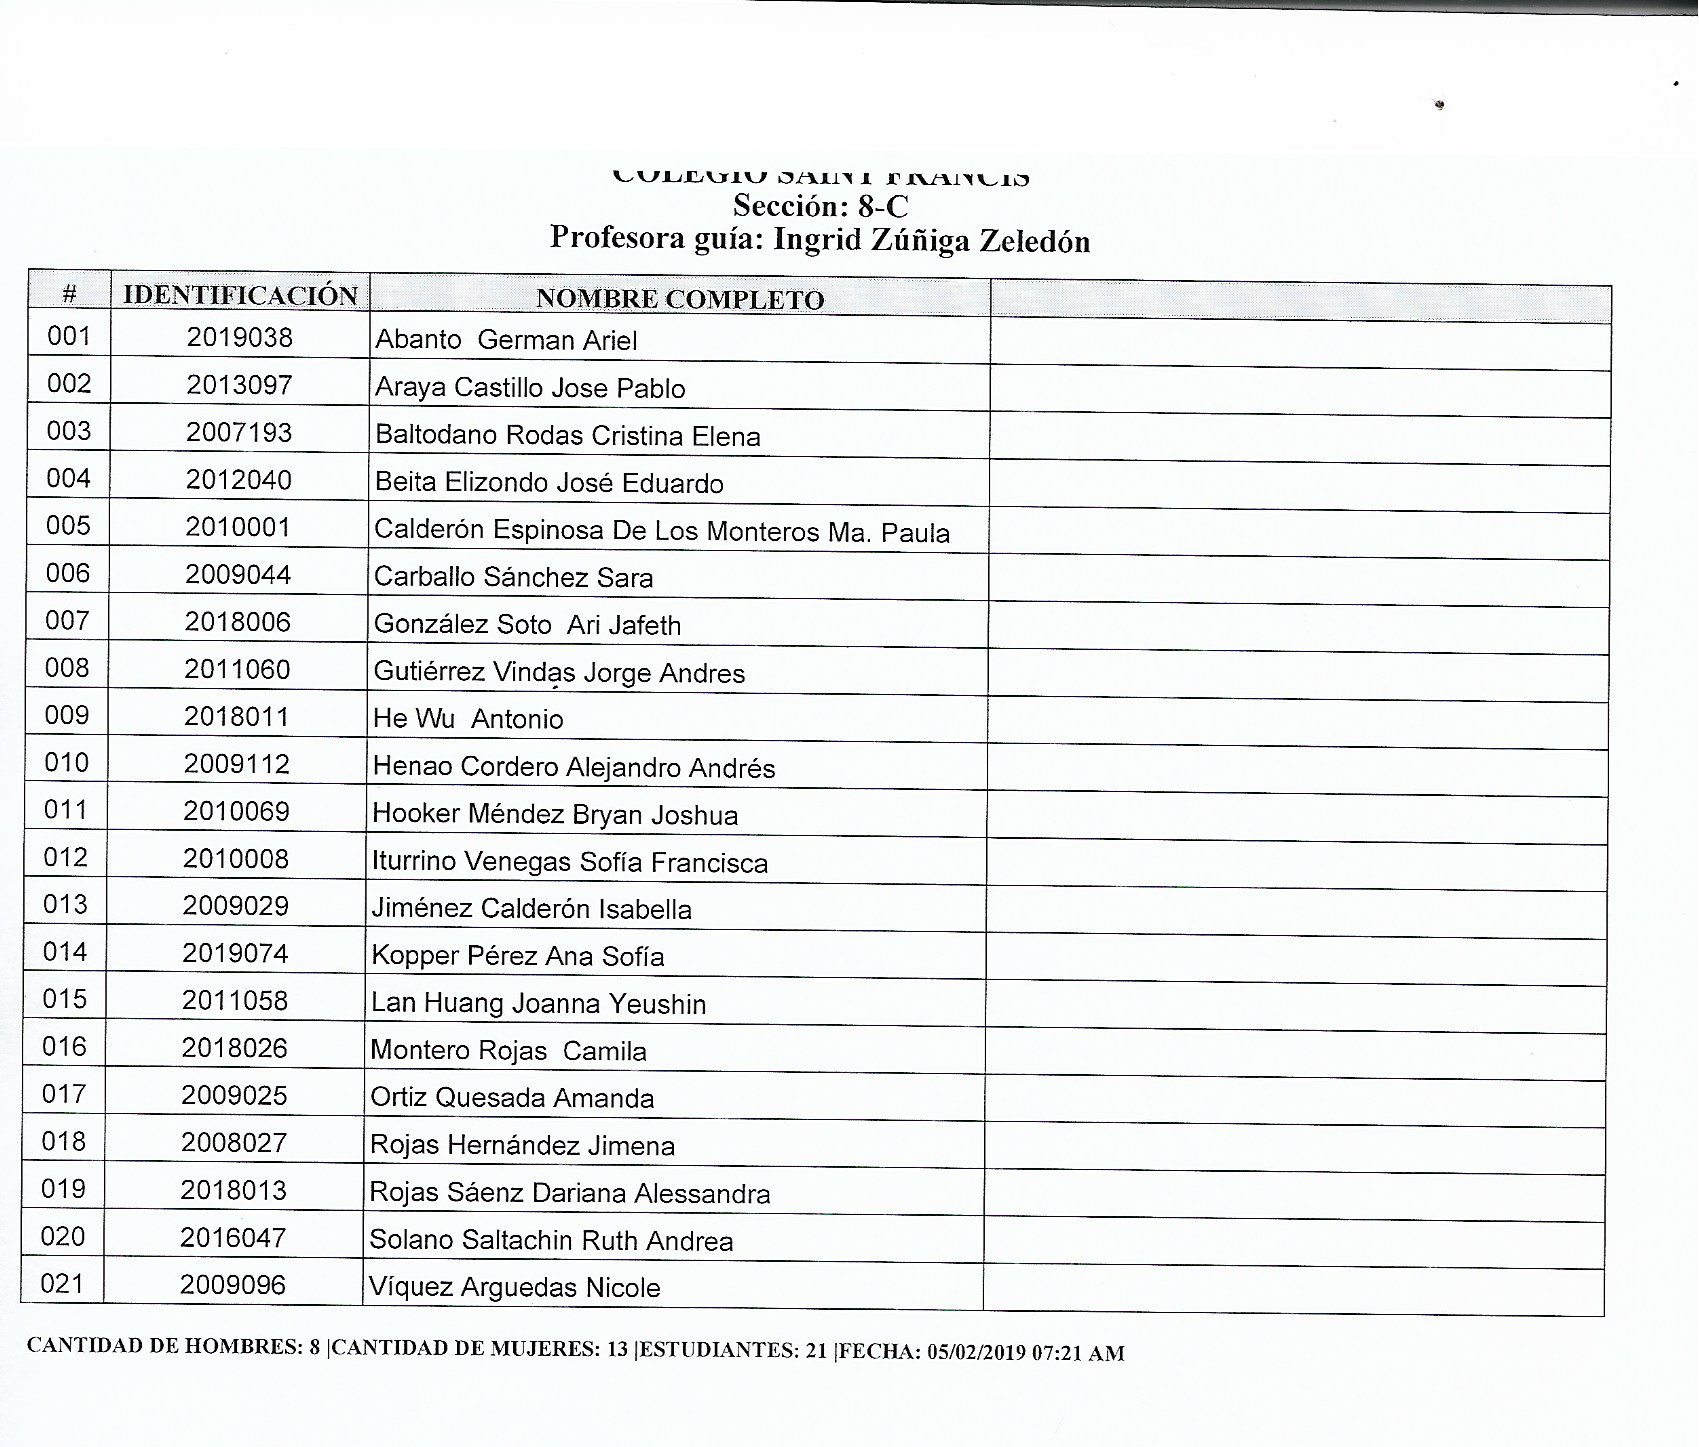 COLEGIO SAINT FRANCIS
Sección: 8-C
Profesora guía: Ingrid Zúñiga Zeledón
# IDENTIFICACIÓN NOMBRE COMPLETO
001 2019038 Abanto  German Ariel
002 2013097 Araya Castillo Jose Pablo
003 2007193 Baltodano Rodas Cristina Elena
004 2012040 Beita Elizondo José Eduardo
005 2010001 Calderón Espinosa De Los Monteros Ma. Paula
006 2009044 Carballo Sánchez Sara
007 2018006 González Soto  Ari Jafeth
008 2011060 Gutiérrez Vindas Jorge Andres
009 2018011 He Wu  Antonio
010 2009112 Henao Cordero Alejandro Andrés
011 2010069 Hooker Méndez Bryan Joshua
012 2010008 Iturrino Venegas Sofía Francisca
013 2009029 Jiménez Calderón Isabella
014 2019074 Kopper Pérez Ana Sofía
015 2011058 Lan Huang Joanna Yeushin
016 2018026 Montero Rojas  Camila
017 2009025 Ortiz Quesada Amanda
018 2008027 Rojas Hernández Jimena
019 2018013 Rojas Sáenz Dariana Alessandra
020 2016047 Solano Saltachin Ruth Andrea
021 2009096 Víquez Arguedas Nicole
CANTIDAD DE HOMBRES: 8 |CANTIDAD DE MUJERES: 13 |ESTUDIANTES: 21 |FECHA: 05/02/2019 07:21 AM